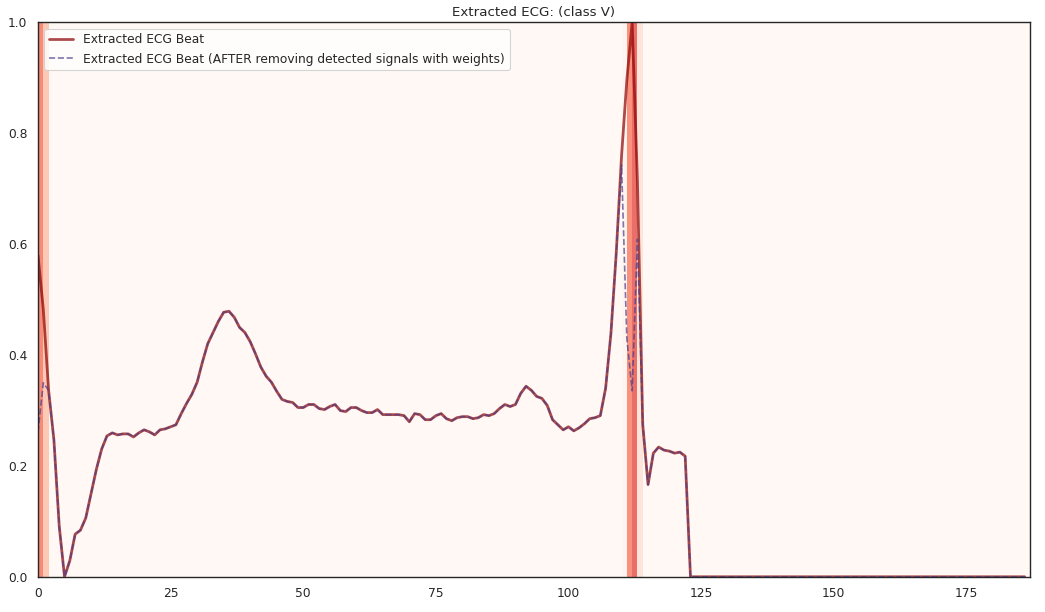 Extracted ECG: (class V)
1.0
Extracted ECG Beat
Extracted ECG Beat (AFTER removing detected signals with weights)
0.8
0.6
0.4
0.2
0.0
0 25 50 75 100 125 150 175